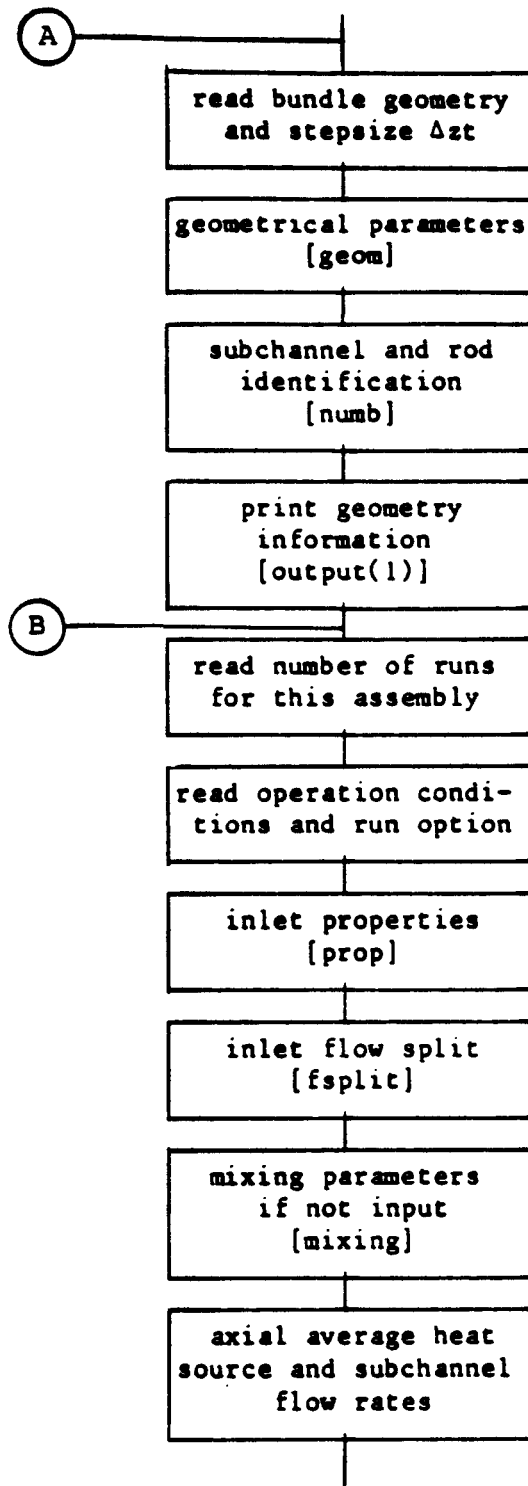 A
read bundle geometry
and stepsize Δzt
geometrical parameters
[geom]
subchannel and rod
identification
[numb]
print geometry
information
[output(1)]
B
read number of runs
for this assembly
read operation condi-
tions and run option
inlet properties
[prop]
inlet flow split
[fsplit]
mixing parameters
if not input
[mixing]
axial average heat
source and subchannel
flow rates